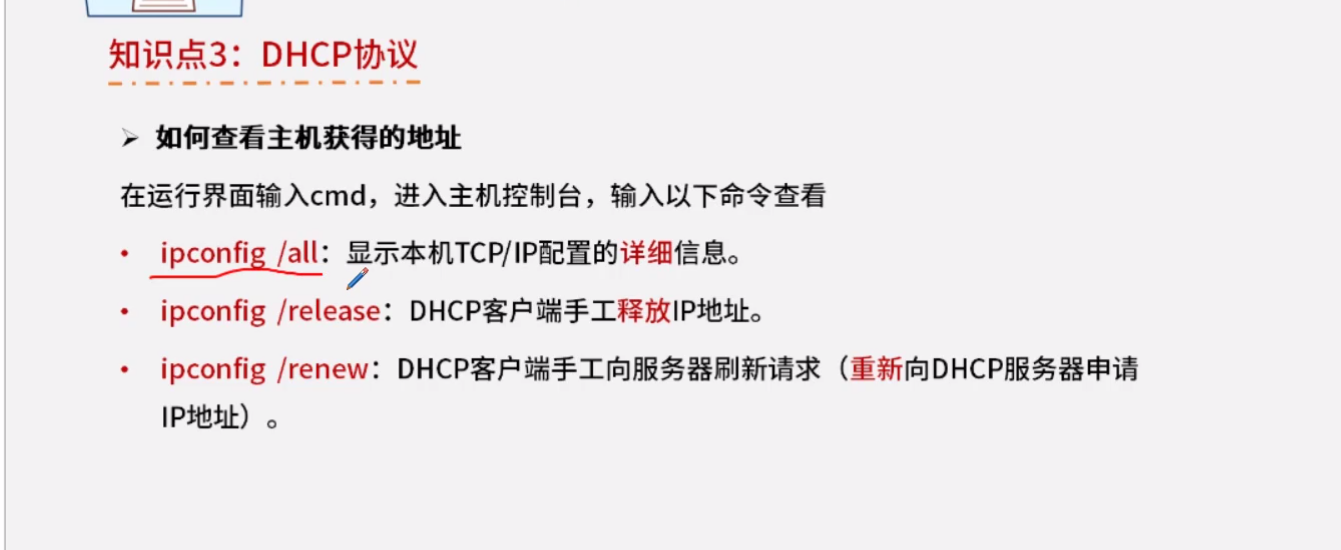 知识点3：DHCP协议
➢ 如何查看主机获得的地址
在运行界面输入cmd，进入主机控制台，输入以下命令查看
• ipconfig /all：显示本机TCP/IP配置的详细信息。
• ipconfig /release：DHCP客户端手工释放IP地址。
• ipconfig /renew：DHCP客户端手工向服务器刷新请求（重新向DHCP服务器申请
IP地址）。